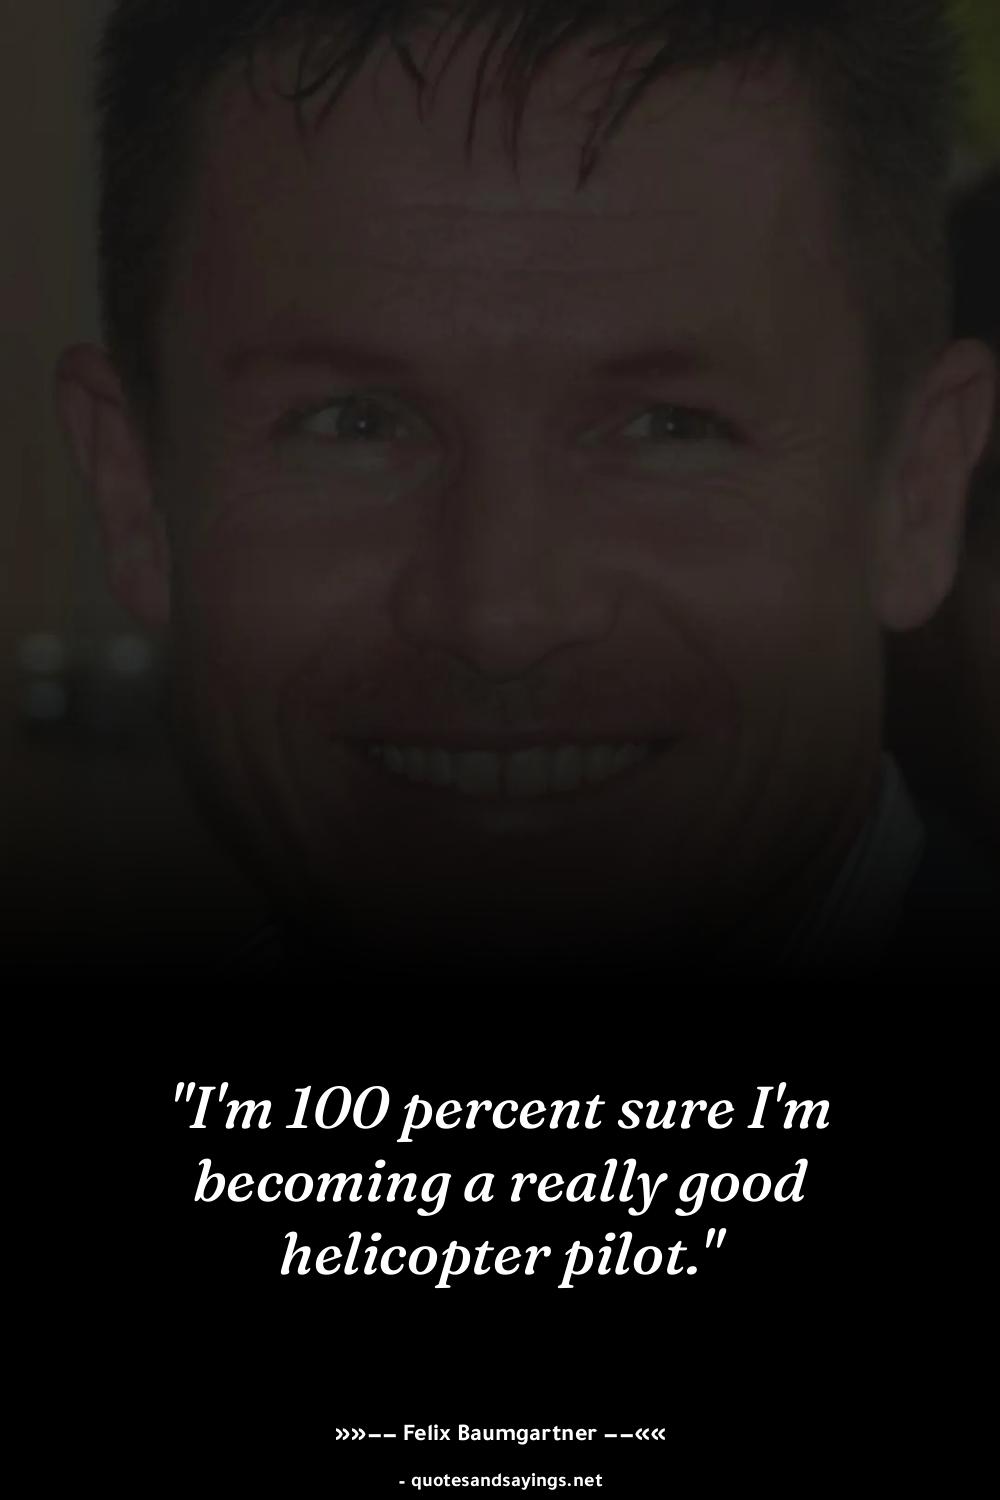 "I'm 100 percent sure I'm
becoming a really good
helicopter pilot."
»»−− Felix Baumgartner −−««
- quotesandsayings.net